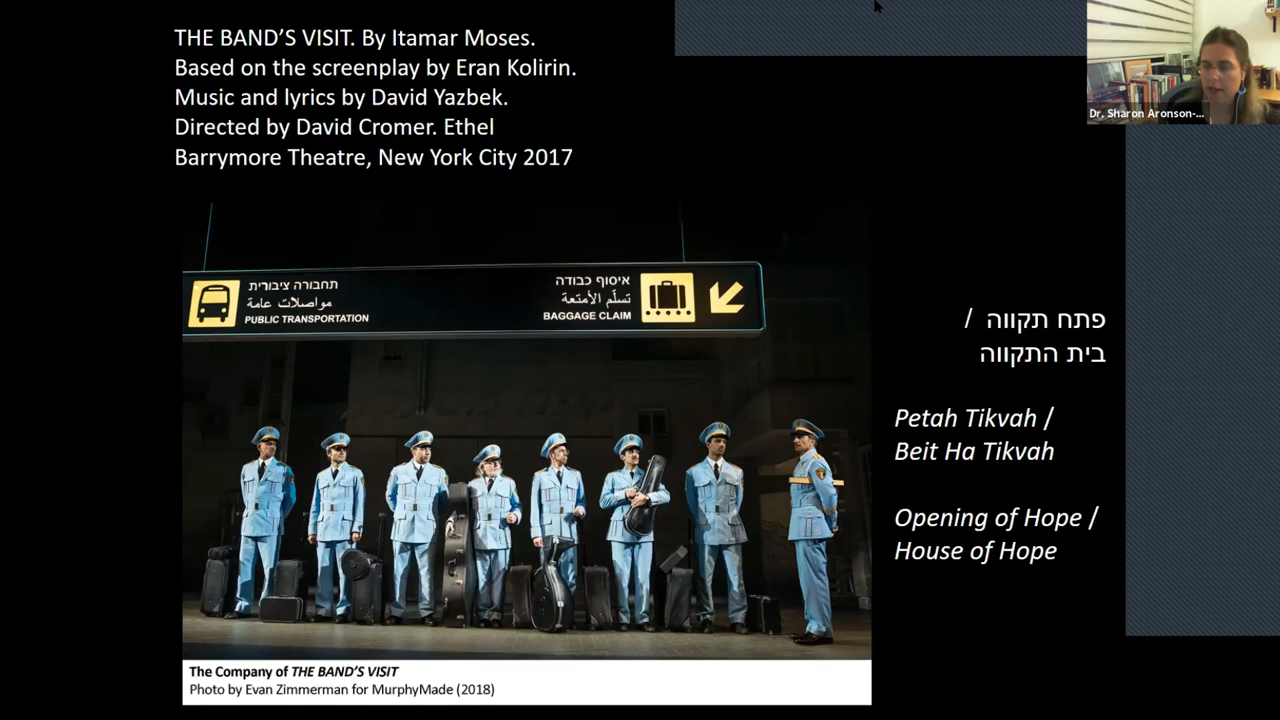 THE BAND’S VISIT. By Itamar Moses.
Based on the screenplay by Eran Kolirin.
Music and lyrics by David Yazbek.
Directed by David Cromer. Ethel
Barrymore Theatre, New York City 2017
Dr. Sharon Aronson-...
תחבורה ציבורית
مواصلات عامة
PUBLIC TRANSPORTATION
איסוף כבודה
تسلّم الأمتعة
BAGGAGE CLAIM
פתח תקווה /
בית התקווה
Petah Tikvah /
Beit Ha Tikvah
Opening of Hope /
House of Hope
The Company of THE BAND'S VISIT
Photo by Evan Zimmerman for MurphyMade (2018)